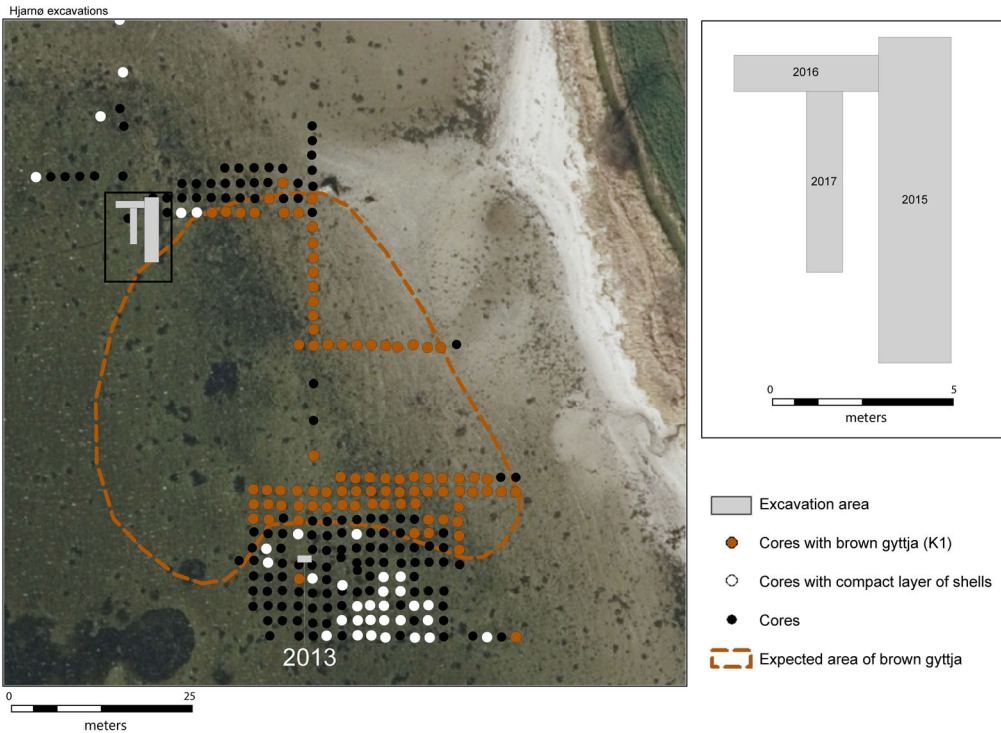 Hjarnø excavations
2013
0 25
meters
2016
2017
2015
0 5
meters
Excavation area
Cores with brown gyttja (K1)
Cores with compact layer of shells
Cores
Expected area of brown gyttja